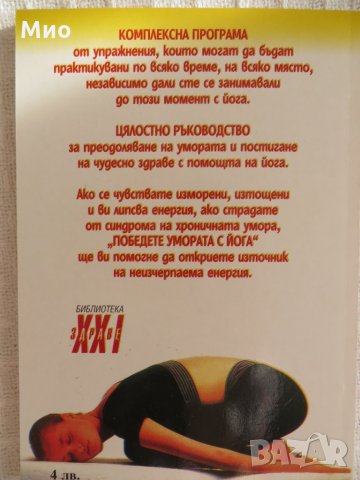 Мио
КОМПЛЕКСНА ПРОГРАМА
от упражнения, които могат да бъдат
практикувани по всяко време, на всяко място,
независимо дали сте се занимавали
до този момент с йога.
ЦЯЛОСТНО РЪКОВОДСТВО
за преодоляване на умората и постигане
на чудесно здраве с помощта на йога.
Ако се чувствате изморени, изтощени
и ви липсва енергия, ако страдате
от синдрома на хроничната умора,
„ПОБЕДЕТЕ УМОРАТА С ЙОГА“
ще ви помогне да откриете източник
на неизчерпаема енергия.
БИБЛИОТЕКА
XXI
ЗДРАВЕ
4 лв.
BAZAR
bg